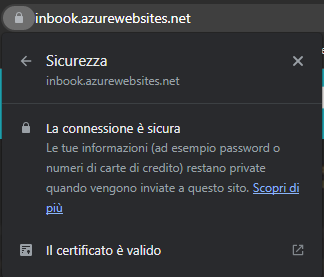 inbook.azurewebsites.net
Sicurezza
inbook.azurewebsites.net
La connessione è sicura
Le tue informazioni (ad esempio password o
numeri di carte di credito) restano private
quando vengono inviate a questo sito. Scopri di
più
Il certificato è valido